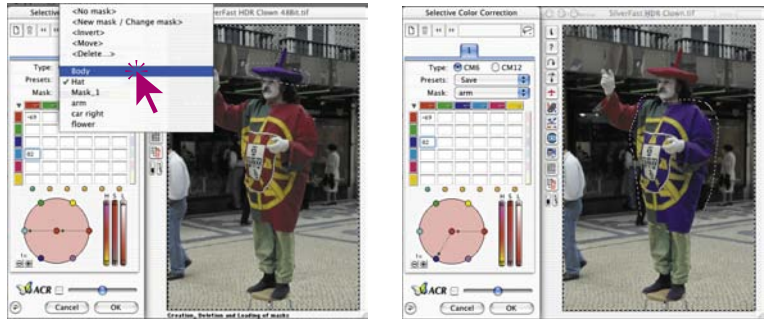 Selective
<No mask>
<New mask / Change mask>
<Invert>
<Move>
<Delete...>
Body
✓ Hat
Mask_1
arm
car right
flower
Type:
Presets:
Mask:
-69
82
H S L
1x
ACR
Cancel
OK
SilverFast HDR Clown 48Bit.tif
Creation, Deletion and Loading of masks
Selective Color Correction
1
Type: CM6 CM12
Presets: Save
Mask: arm
-69
82
H S L
1x
ACR
Cancel
OK
SilverFast HDR Clown.tif